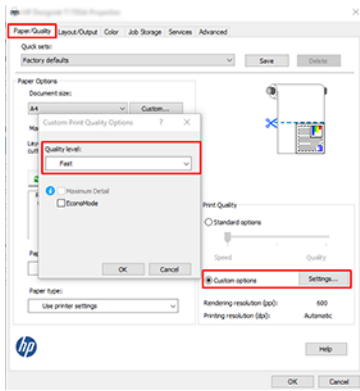 Paper/Quality Layout/Output Color Job Storage Services Advanced
Quick sets:
Factory defaults
Save
Delete
Paper Options
Document size:
A4
Custom...
Custom Print Quality Options ? ×
Quality level:
Fast
Maximum Detail
EconoMode
OK Cancel
Paper type:
Use printer settings
Print Quality
Standard options
Speed Quality
Custom options
Settings...
Rendering resolution (ppi): 600
Printing resolution (dpi): Automatic
hp
Help
OK Cancel